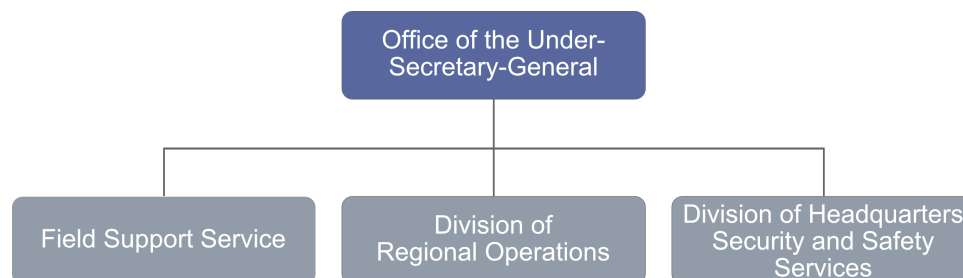 Office of the Under-
Secretary-General
Field Support Service
Division of
Regional Operations
Division of Headquarters
Security and Safety
Services